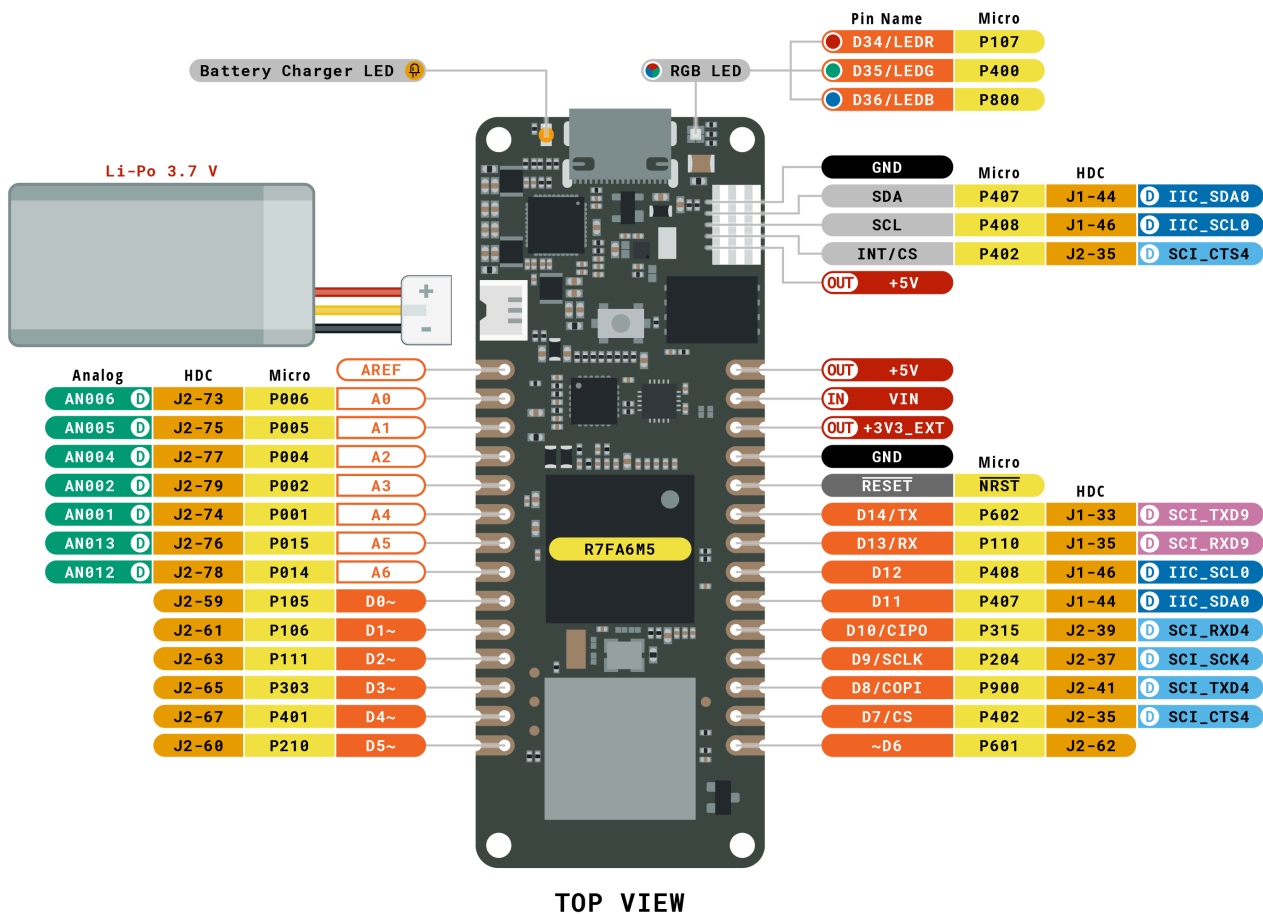 Pin Name Micro
D34/LEDR P107
Battery Charger LED RGB LED D35/LEDG P400
D36/LEDB P800
GND
Li-Po 3.7 V
Micro HDC
SDA P407 J1-44 D IIC_SDA0
SCL P408 J1-46 D IIC_SCL0
INT/CS P402 J2-35 D SCI_CTS4
OUT +5V
+
-
Analog HDC Micro
AREF
AN006 D J2-73 P006 A0
AN005 D J2-75 P005 A1
AN004 D J2-77 P004 A2
AN002 D J2-79 P002 A3
AN001 D J2-74 P001 A4
AN013 D J2-76 P015 A5
AN012 D J2-78 P014 A6
J2-59 P105 D0~
J2-61 P106 D1~
J2-63 P111 D2~
J2-65 P303 D3~
J2-67 P401 D4~
J2-60 P210 D5~
R7FA6M5
OUT +5V
IN VIN
OUT +3V3_EXT
GND
Micro
RESET NRST
HDC
D14/TX P602 J1-33 D SCI_TXD9
D13/RX P110 J1-35 D SCI_RXD9
D12 P408 J1-46 D IIC_SCL0
D11 P407 J1-44 D IIC_SDA0
D10/CIPO P315 J2-39 D SCI_RXD4
D9/SCLK P204 J2-37 D SCI_SCK4
D8/COPI P900 J2-41 D SCI_TXD4
D7/CS P402 J2-35 D SCI_CTS4
~D6 P601 J2-62
TOP VIEW